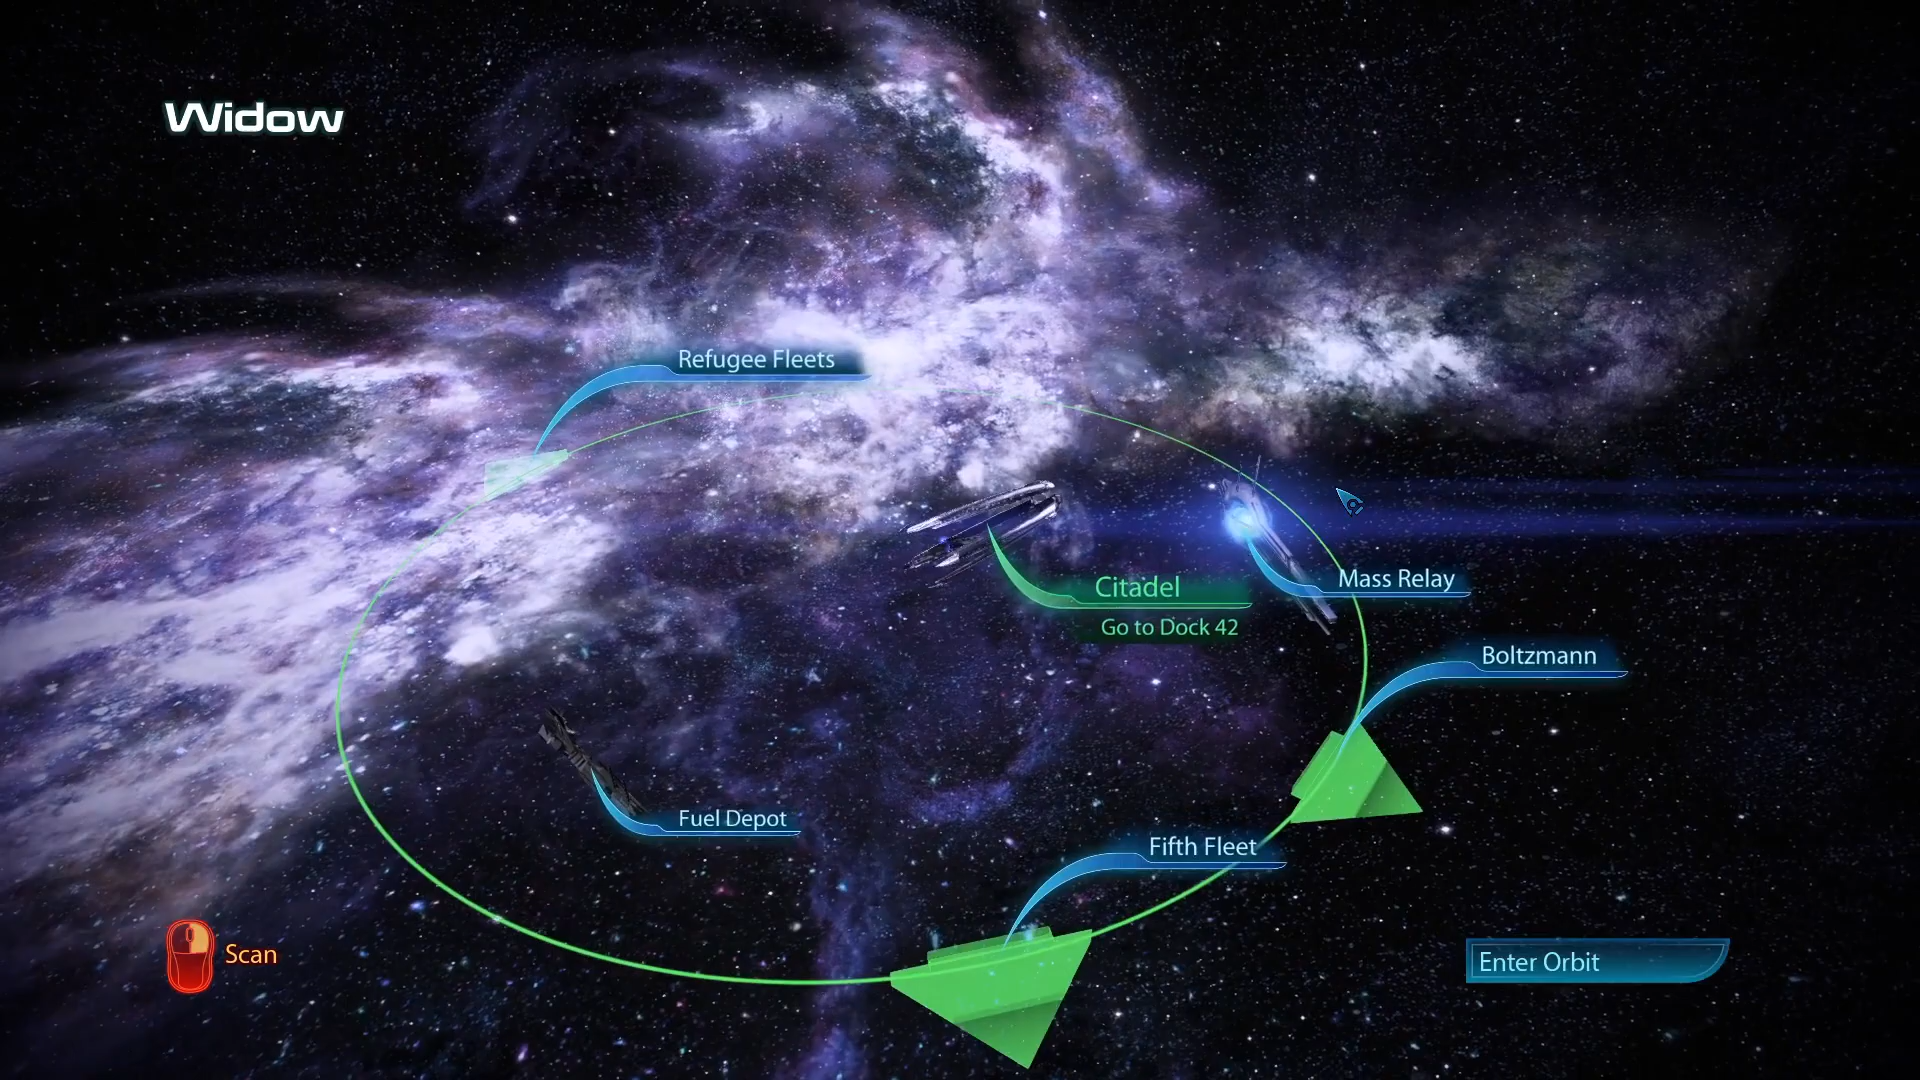 Widow
Refugee Fleets
Citadel
Go to Dock 42
Mass Relay
Boltzmann
Fuel Depot
Fifth Fleet
Scan
Enter Orbit